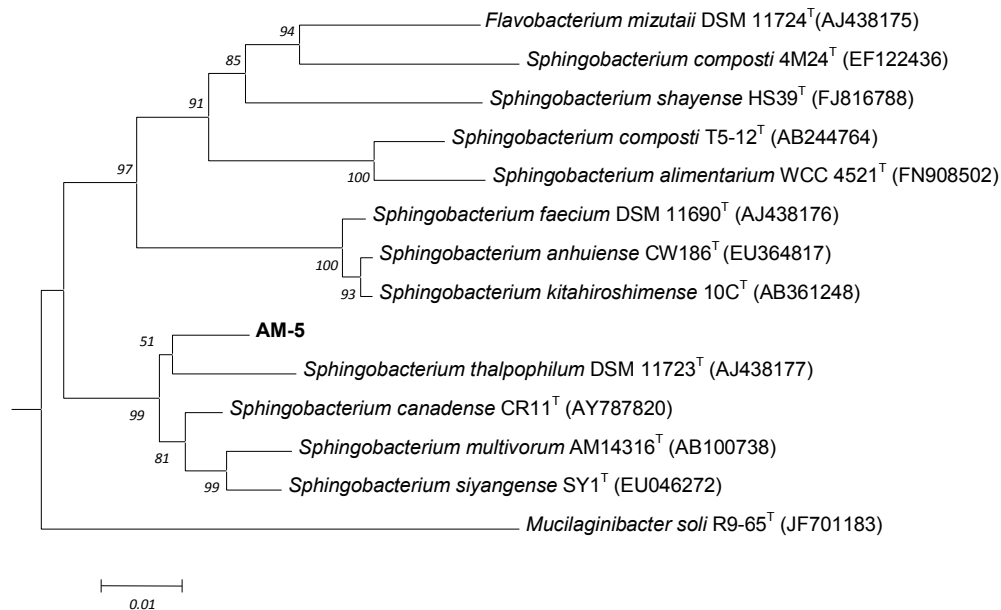 Flavobacterium mizutaii DSM 11724T(AJ438175)
94
Sphingobacterium composti 4M24T (EF122436)
85
Sphingobacterium shayense HS39T (FJ816788)
91
Sphingobacterium composti T5-12T (AB244764)
97
100
Sphingobacterium alimentarium WCC 4521T (FN908502)
Sphingobacterium faecium DSM 11690T (AJ438176)
Sphingobacterium anhuiense CW186T (EU364817)
100
93
Sphingobacterium kitahiroshimense 10CT (AB361248)
AM-5
51
Sphingobacterium thalpophilum DSM 11723T (AJ438177)
99
Sphingobacterium canadense CR11T (AY787820)
81
Sphingobacterium multivorum AM14316T (AB100738)
99
Sphingobacterium siyangense SY1T (EU046272)
Mucilaginibacter soli R9-65T (JF701183)
0.01